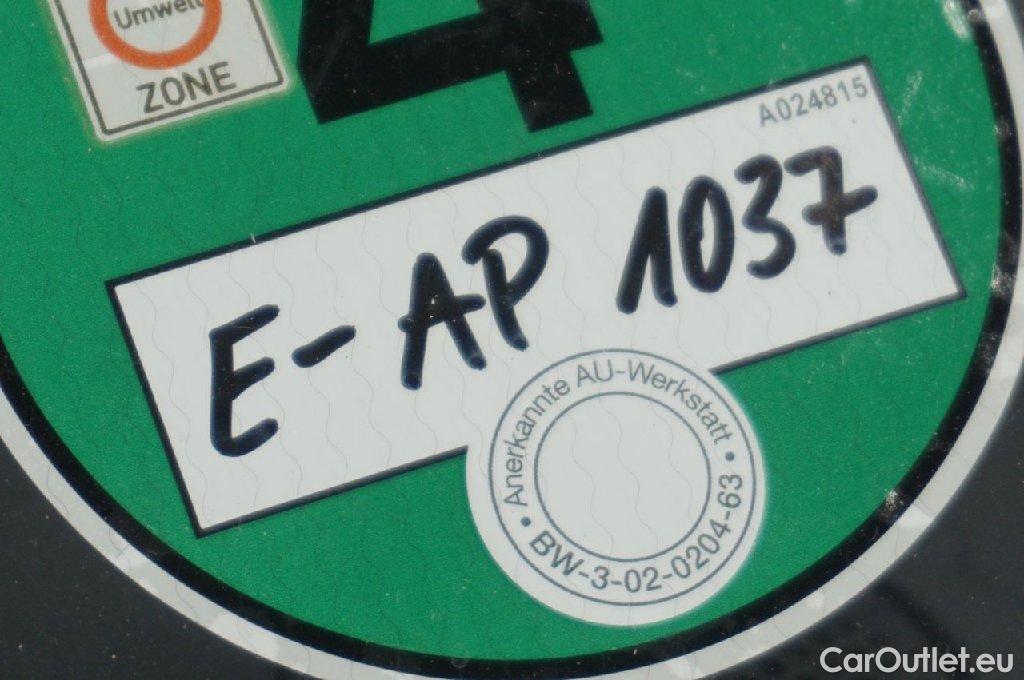 Umwelt
ZONE
4
A024815
E-AP 1037
• Anerkannte AU-Werkstatt •
BW-3-02-0204-63
CarOutlet.eu